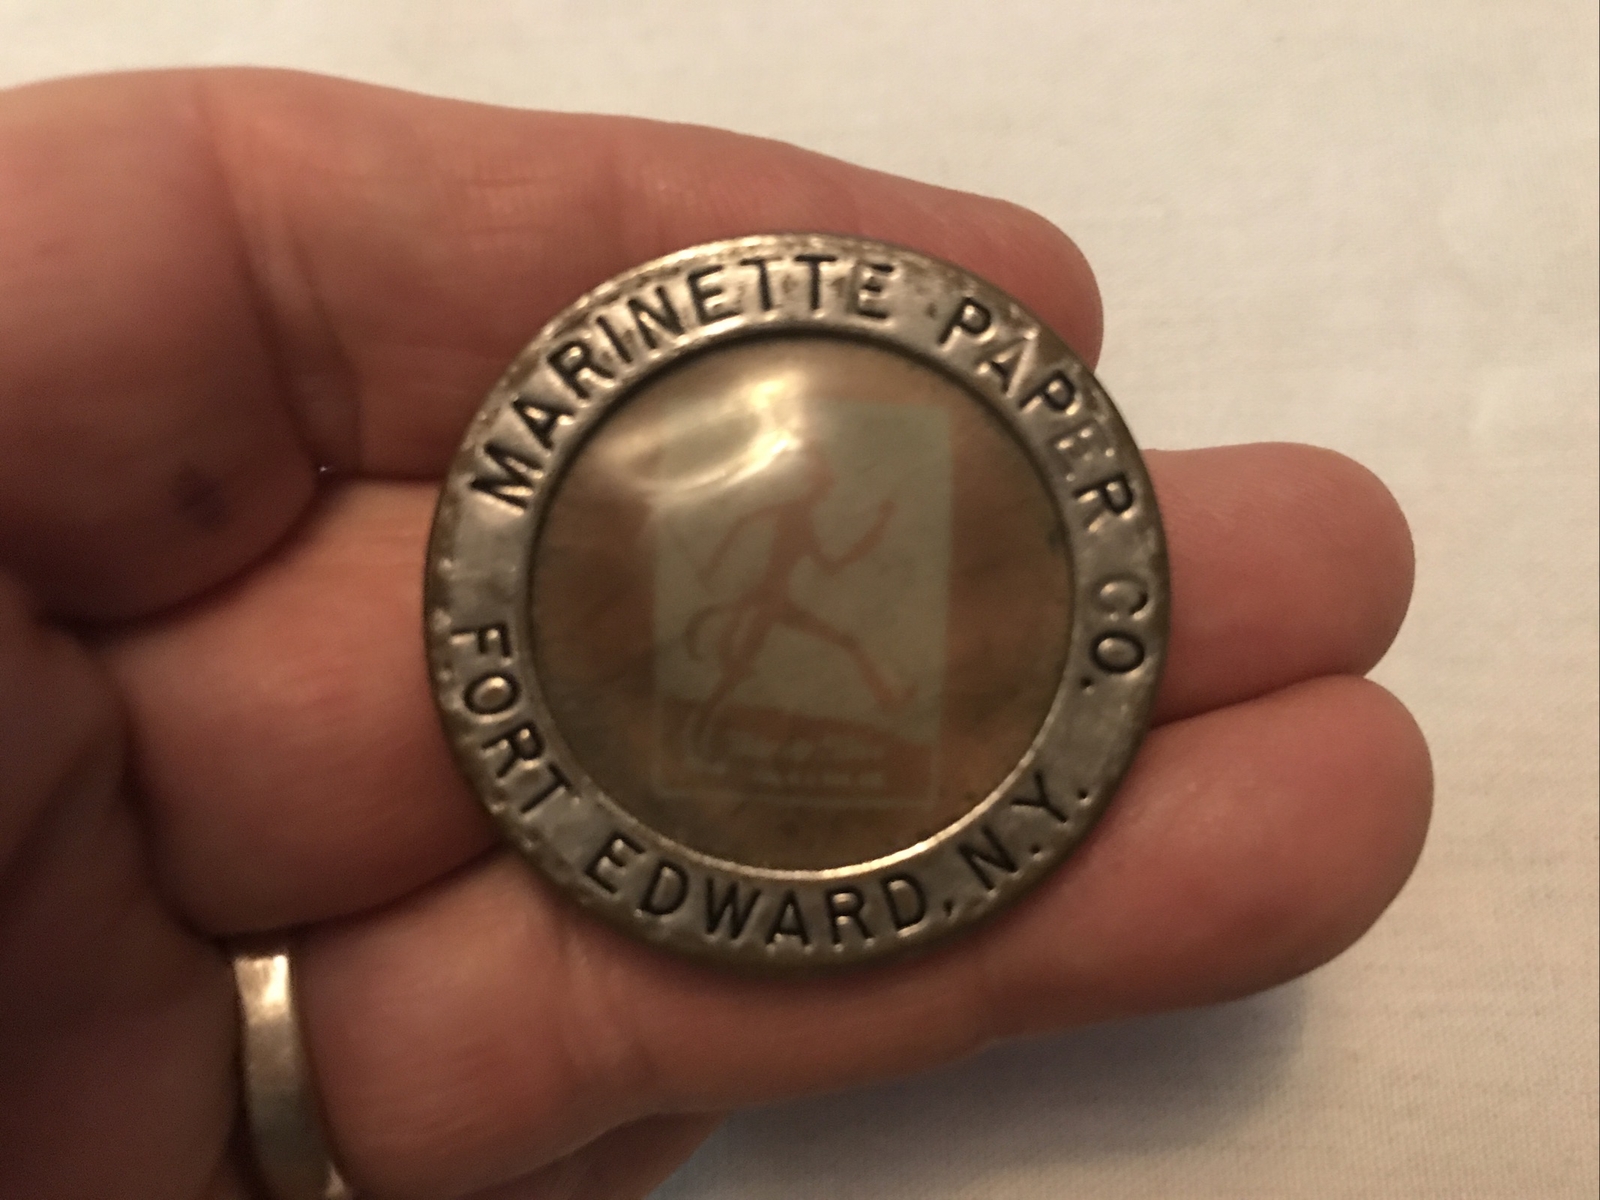 MARINETTE PAPER CO.
FORT EDWARD, N.Y.